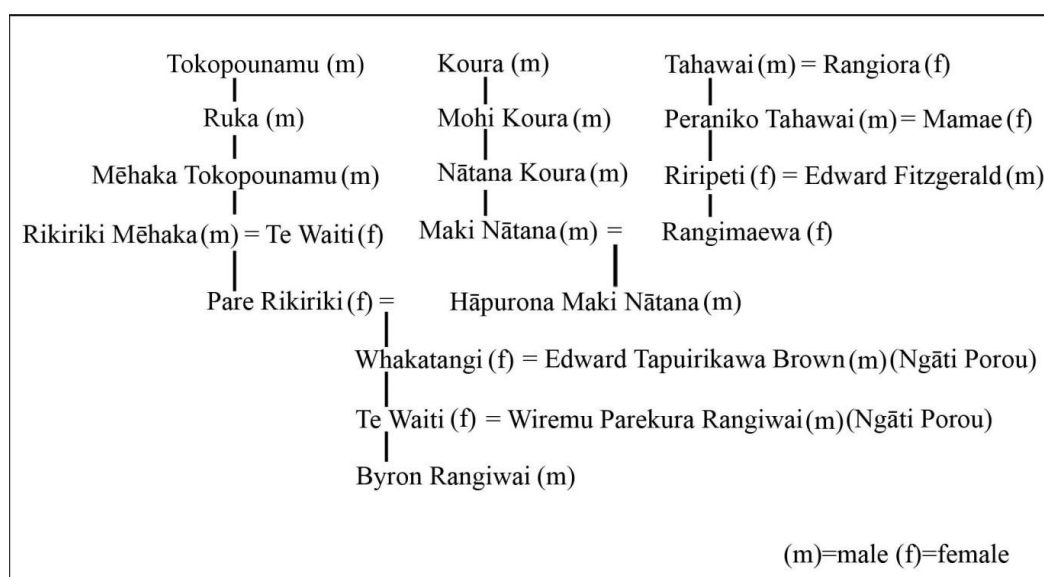 Tokopounamu (m) Koura (m) Tahawai (m) = Rangiora (f)
Ruka (m) Mohi Koura (m) Peraniko Tahawai (m) = Mamae (f)
Mēhaka Tokopounamu (m) Nātana Koura (m) Riripeti (f) = Edward Fitzgerald (m)
Rikiriki Mēhaka (m) = Te Waiti (f) Maki Nātana (m) = Rangimaewa (f)
Pare Rikiriki (f) = Hāpurona Maki Nātana (m)
Whakatangi (f) = Edward Tapuirikawa Brown (m) (Ngāti Porou)
Te Waiti (f) = Wiremu Parekura Rangiwai (m) (Ngāti Porou)
Byron Rangiwai (m)
(m)=male (f)=female